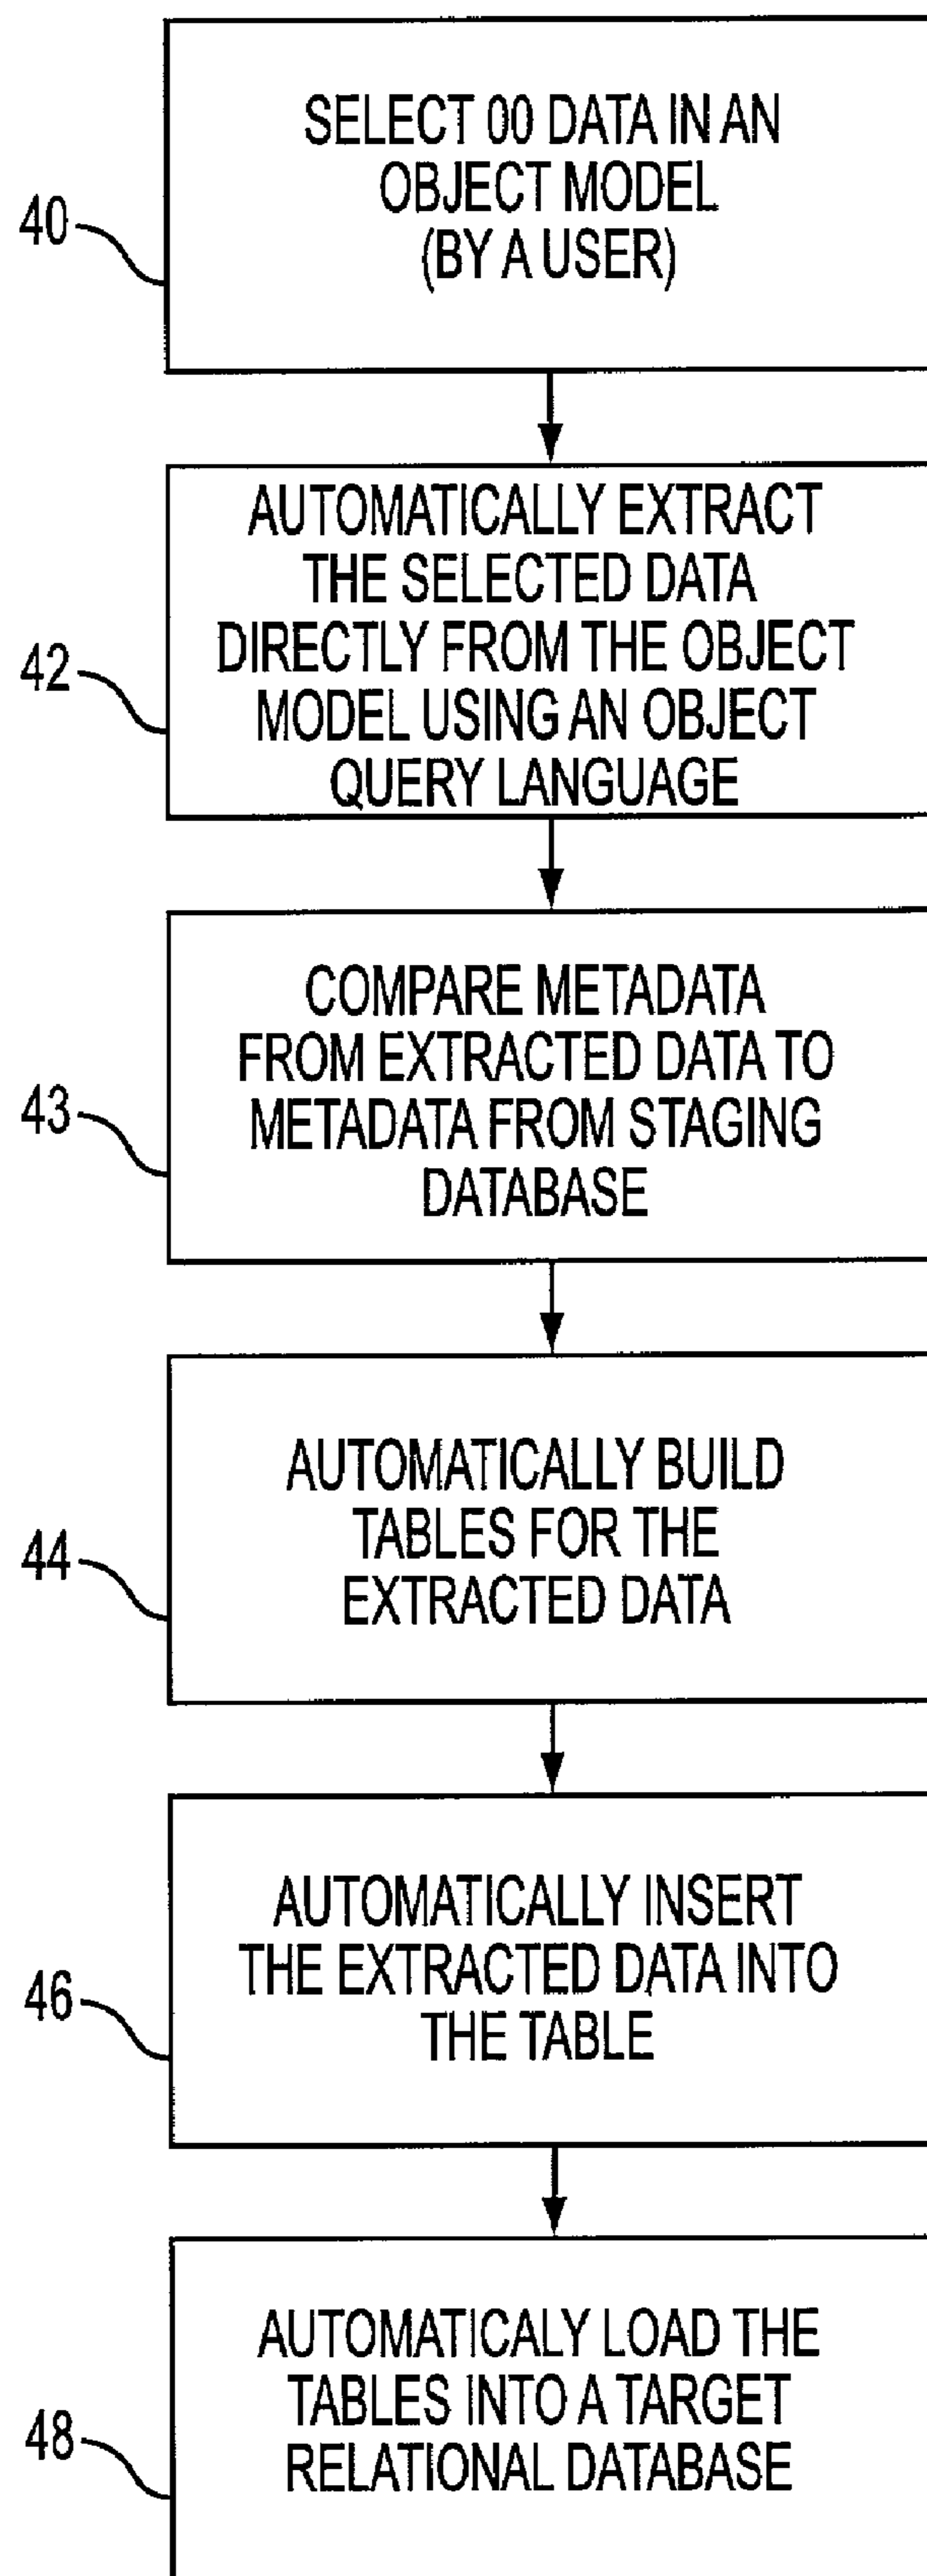 SELECT OO DATA IN AN
OBJECT MODEL
(BY A USER)
40
AUTOMATICALLY EXTRACT
THE SELECTED DATA
DIRECTLY FROM THE OBJECT
MODEL USING AN OBJECT
QUERY LANGUAGE
42
COMPARE METADATA
FROM EXTRACTED DATA TO
METADATA FROM STAGING
DATABASE
43
AUTOMATICALLY BUILD
TABLES FOR THE
EXTRACTED DATA
44
AUTOMATICALLY INSERT
THE EXTRACTED DATA INTO
THE TABLE
46
AUTOMATICALY LOAD THE
TABLES INTO A TARGET
RELATIONAL DATABASE
48